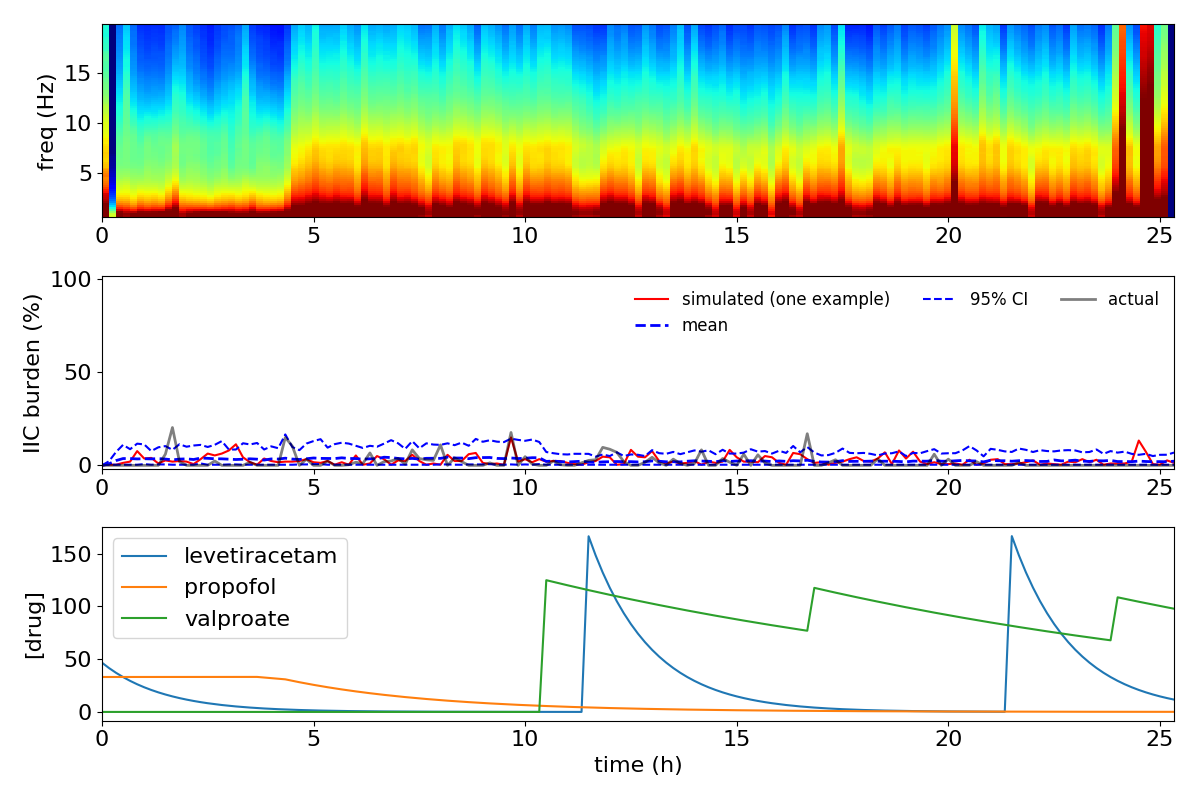 freq (Hz)
15
10
5
0 5 10 15 20 25
IIC burden (%)
100
50
0
simulated (one example) 95% CI actual
mean
0 5 10 15 20 25
[drug]
150
100
50
0
levetiracetam
propofol
valproate
0 5 10 15 20 25
time (h)